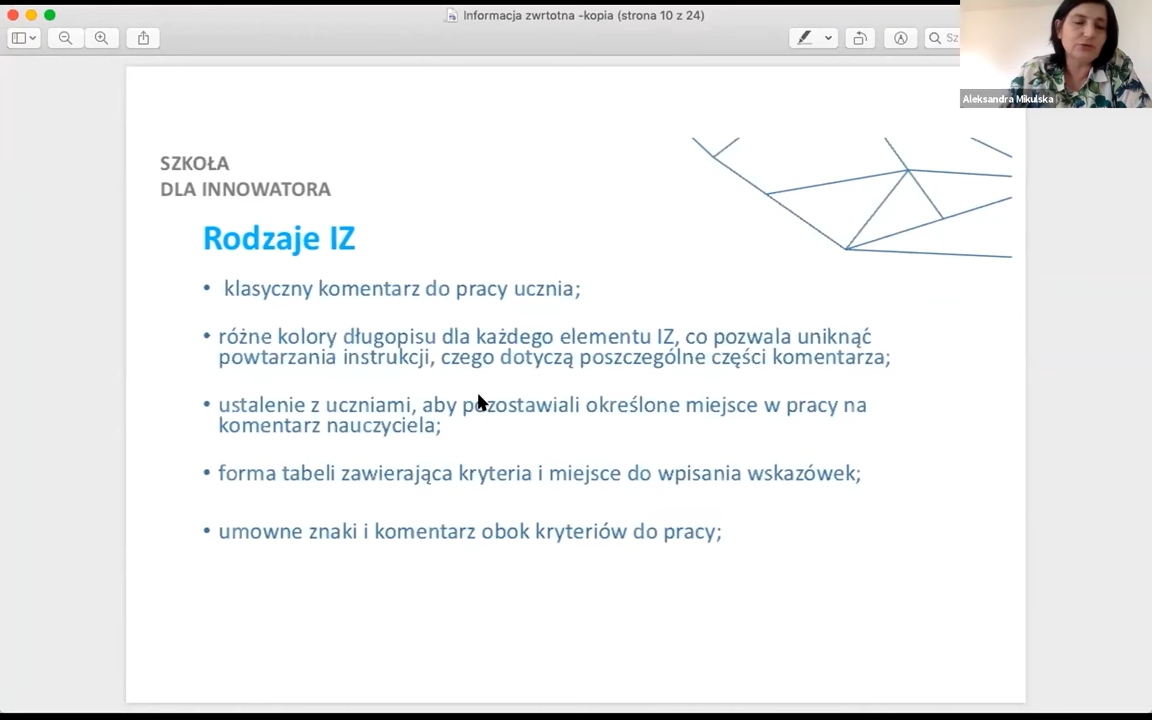 Informacja zwrtotna -kopia (strona 10 z 24)
Sz
Aleksandra Mikulska
SZKOŁA
DLA INNOWATORA
Rodzaje IZ
• klasyczny komentarz do pracy ucznia;
• różne kolory długopisu dla każdego elementu IZ, co pozwala uniknąć
powtarzania instrukcji, czego dotyczą poszczególne części komentarza;
• ustalenie z uczniami, aby pozostawiali określone miejsce w pracy na
komentarz nauczyciela;
• forma tabeli zawierająca kryteria i miejsce do wpisania wskazówek;
• umowne znaki i komentarz obok kryteriów do pracy;